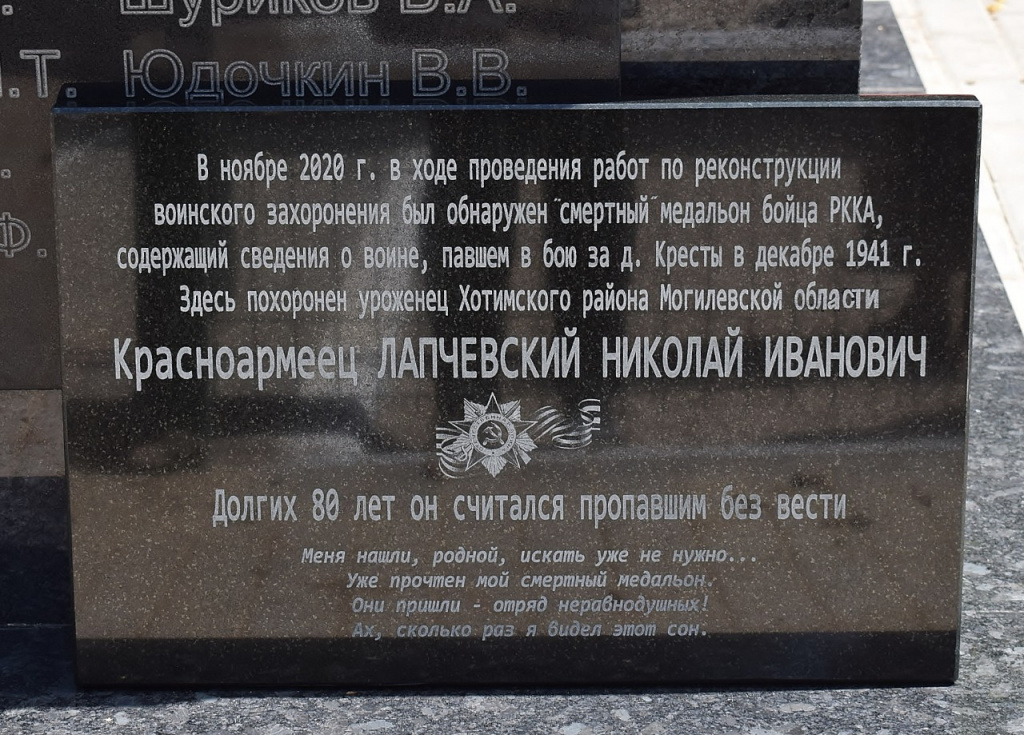 Шуриков В.А.
.Т. Юдочкин В.В.
Ф.
В ноябре 2020 г. в ходе проведения работ по реконструкции
воинского захоронения был обнаружен "смертный" медальон бойца РККА,
содержащий сведения о воине, павшем в бою за д. Кресты в декабре 1941 г.
Здесь похоронен уроженец Хотимского района Могилевской области
Красноармеец ЛАПЧЕВСКИЙ НИКОЛАЙ ИВАНОВИЧ
Долгих 80 лет он считался пропавшим без вести
Меня нашли, родной, искать уже не нужно...
Уже прочтен мой смертный медальон.
Они пришли - отряд неравнодушных!
Ах, сколько раз я видел этот сон.